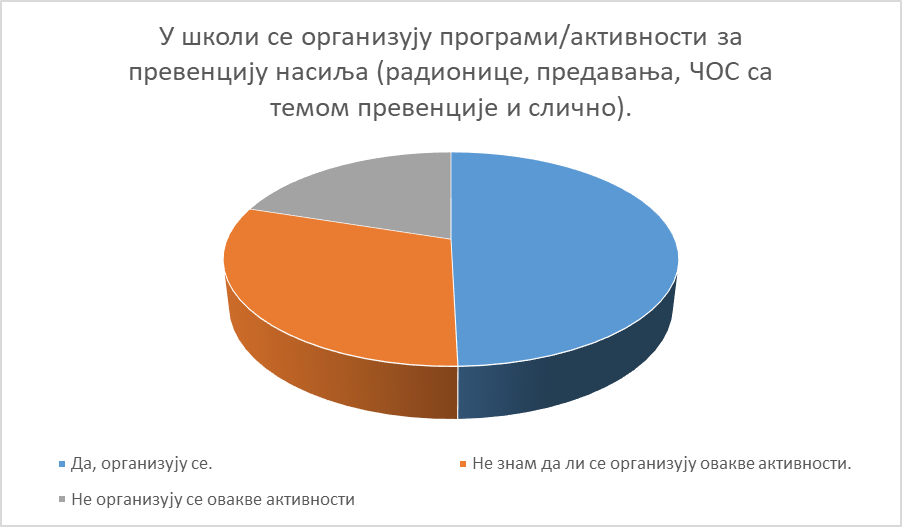 У школи се организују програми/активности за
превенцију насиља (радионице, предавања, ЧОС са
темом превенције и слично).
Да, организују се.
Не знам да ли се организују овакве активности.
Не организују се овакве активности